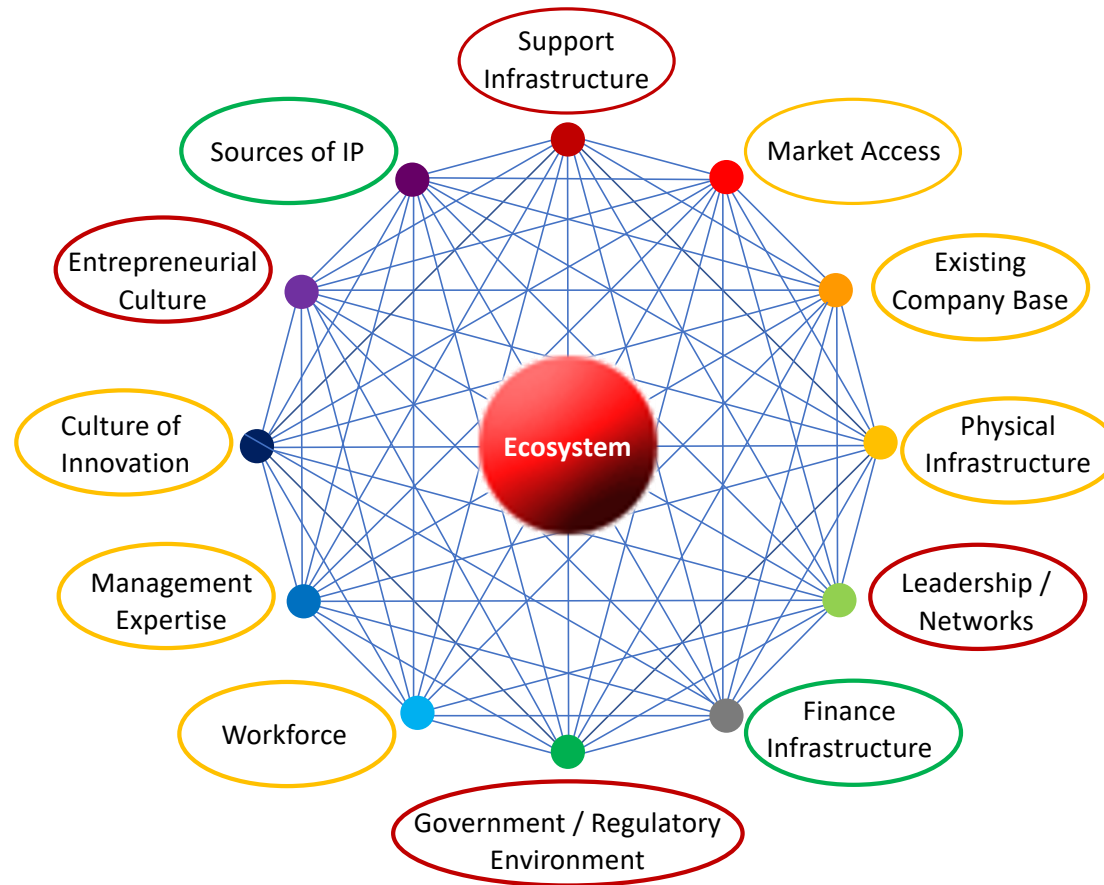 Support
Infrastructure
Sources of IP
Market Access
Entrepreneurial
Culture
Existing
Company Base
Culture of
Innovation
Ecosystem
Physical
Infrastructure
Management
Expertise
Leadership /
Networks
Workforce
Finance
Infrastructure
Government / Regulatory
Environment